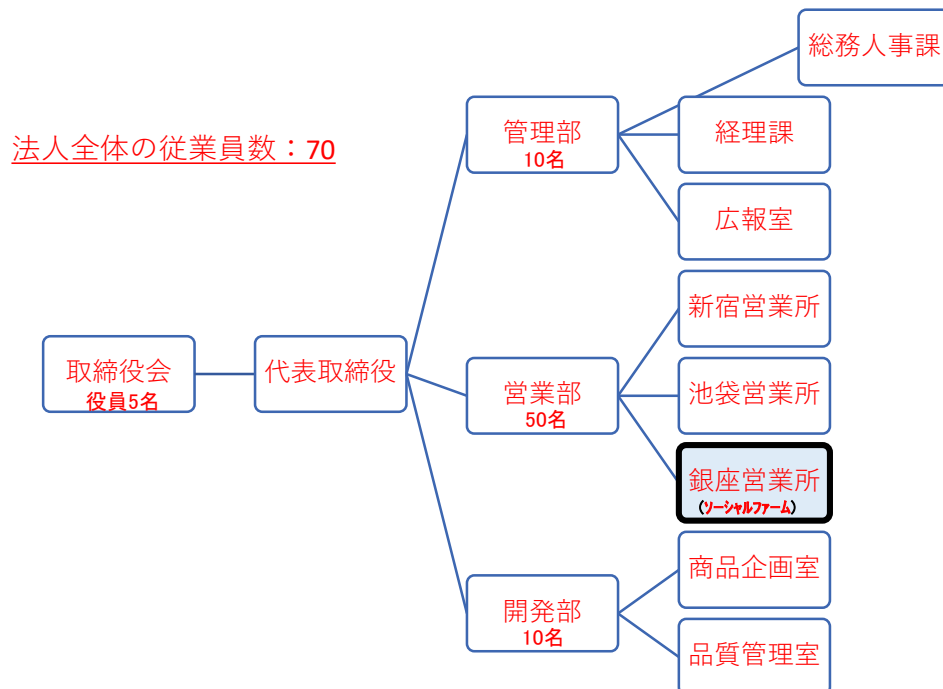 総務人事課
管理部
10名
経理課
法人全体の従業員数：70
広報室
新宿営業所
取締役会
役員5名
代表取締役
営業部
50名
池袋営業所
銀座営業所
(ソーシャルファーム)
商品企画室
開発部
10名
品質管理室